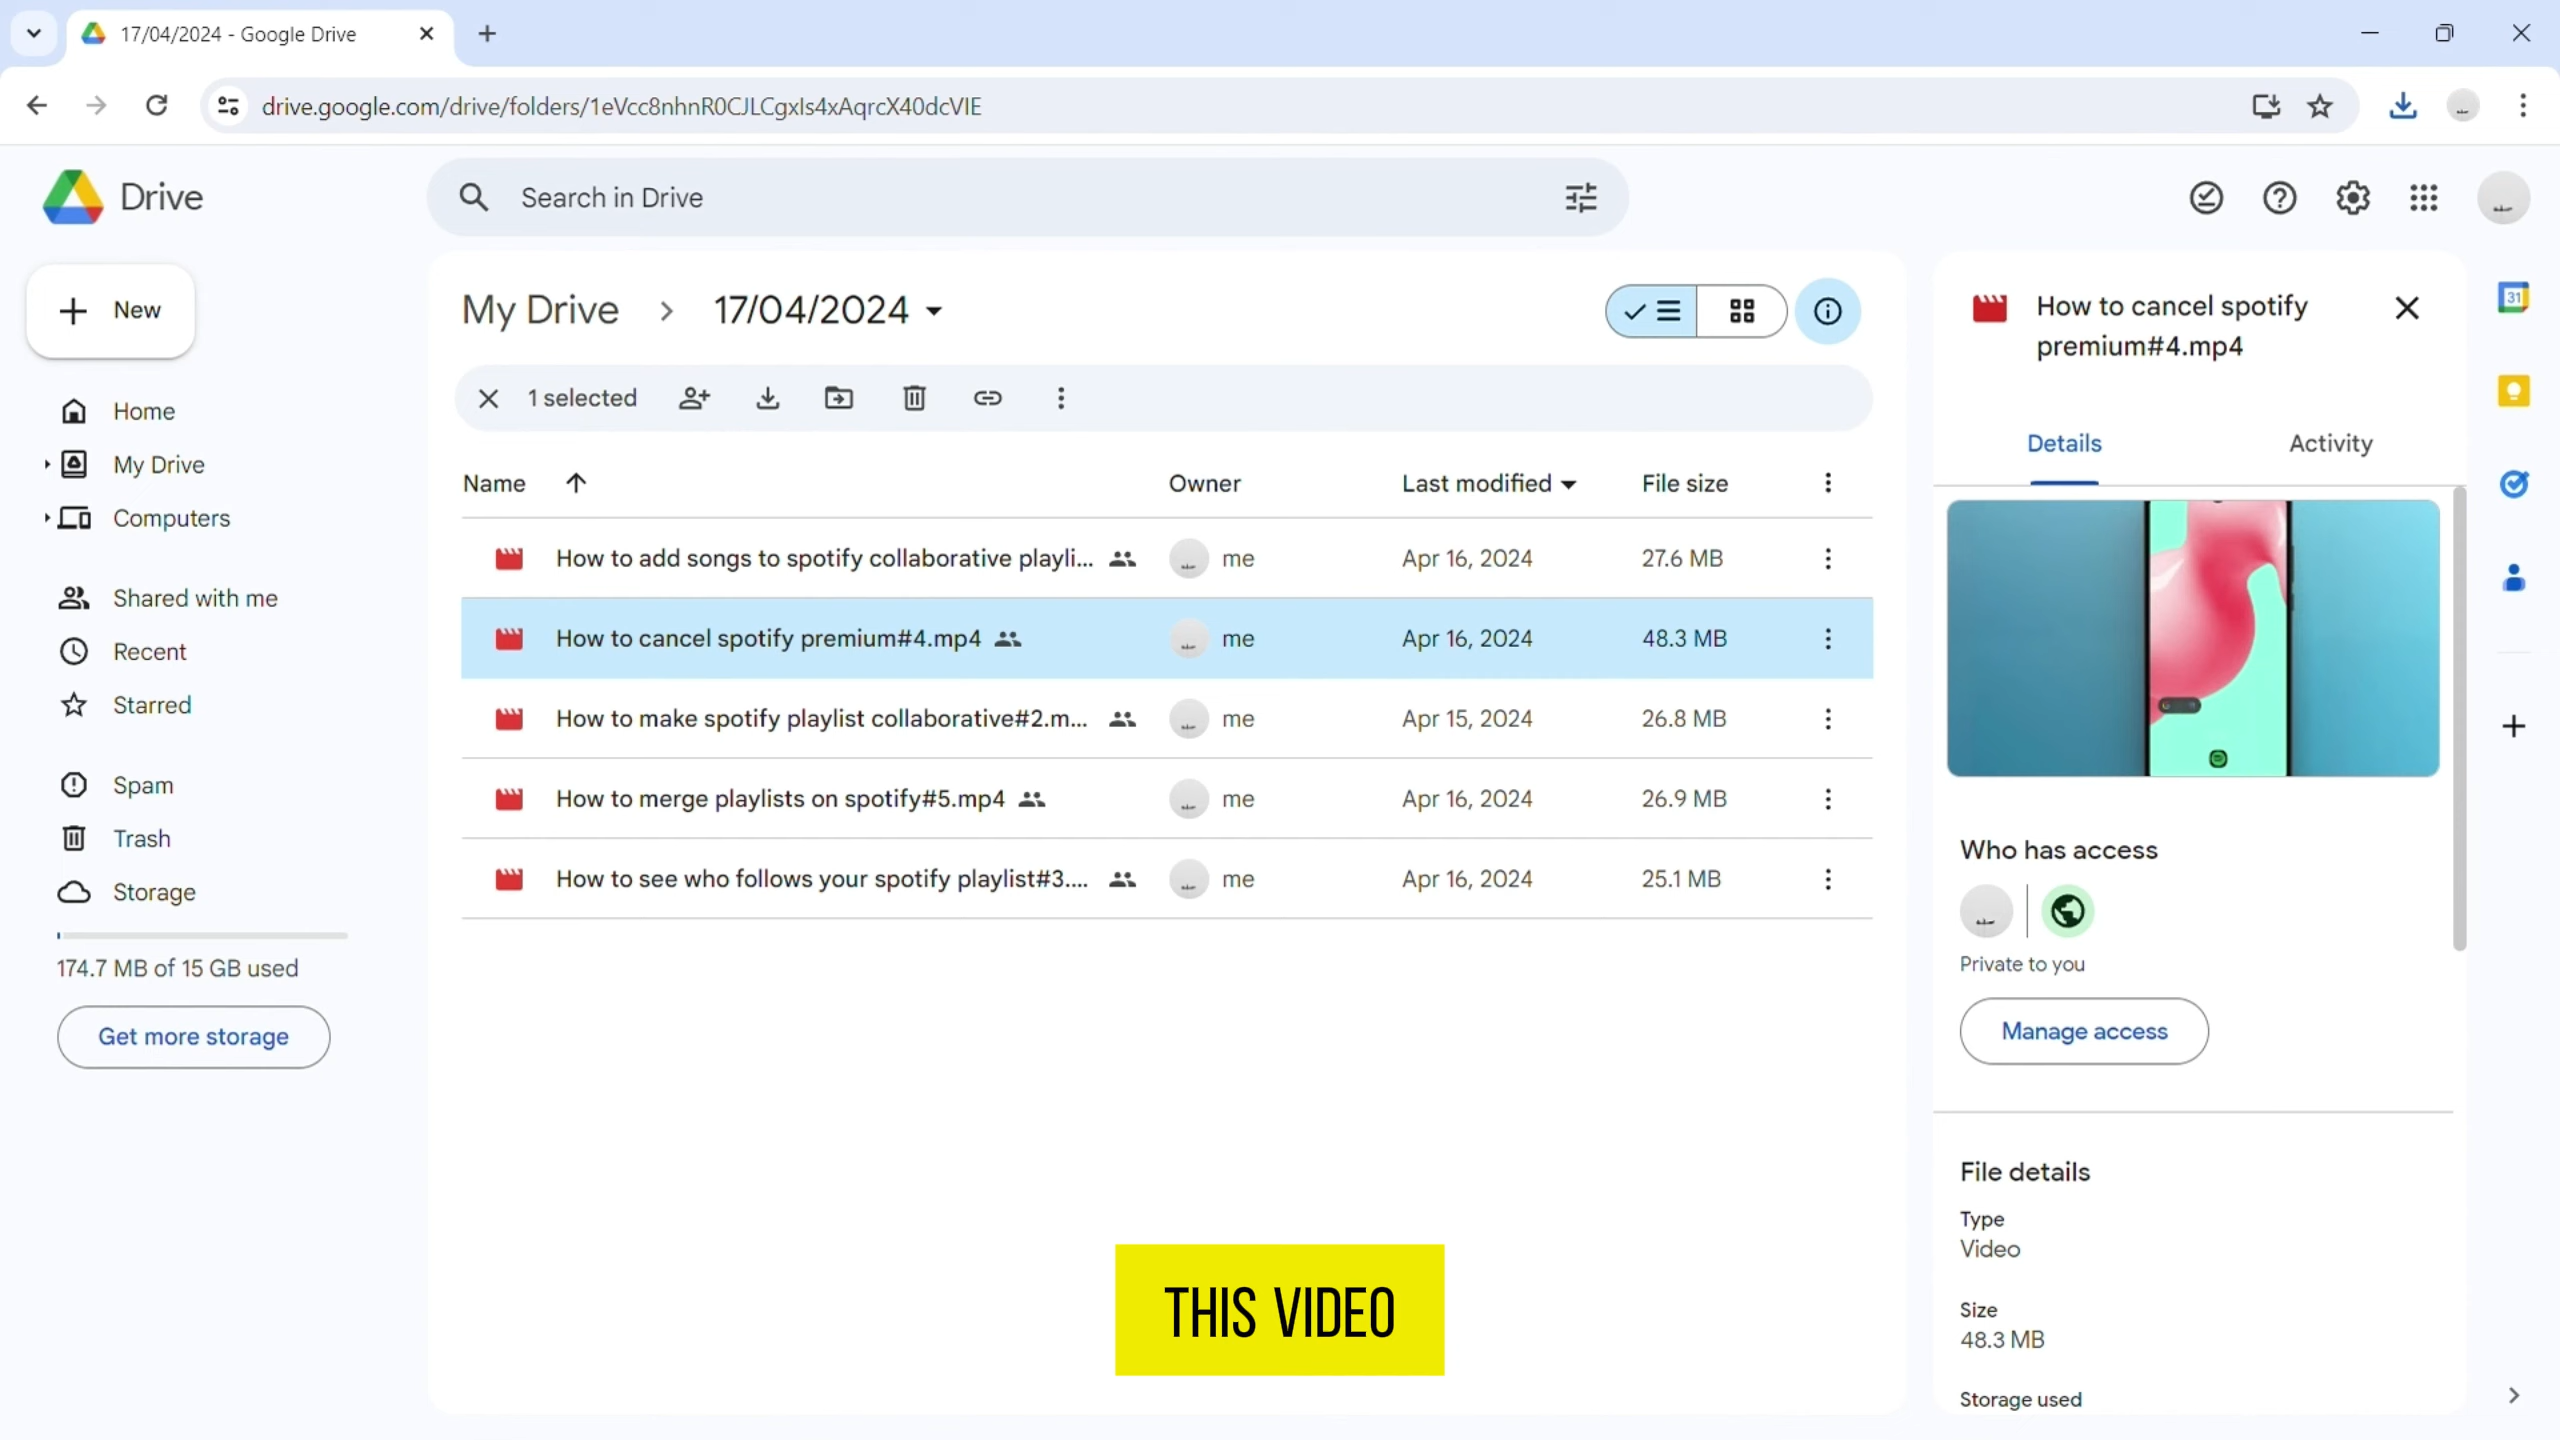 17/04/2024 - Google Drive
drive.google.com/drive/folders/1eVcc8nhnR0CJLCgxIs4xAqrcX40dcVIE
Drive
Search in Drive
New
Home
My Drive
Computers
Shared with me
Recent
Starred
Spam
Trash
Storage
174.7 MB of 15 GB used
Get more storage
My Drive > 17/04/2024
1 selected
Name Owner Last modified File size
How to add songs to spotify collaborative playli... me Apr 16, 2024 27.6 MB
How to cancel spotify premium#4.mp4 me Apr 16, 2024 48.3 MB
How to make spotify playlist collaborative#2.m... me Apr 15, 2024 26.8 MB
How to merge playlists on spotify#5.mp4 me Apr 16, 2024 26.9 MB
How to see who follows your spotify playlist#3.... me Apr 16, 2024 25.1 MB
THIS VIDEO
How to cancel spotify
premium#4.mp4
Details Activity
Who has access
Private to you
Manage access
File details
Type
Video
Size
48.3 MB
Storage used
31